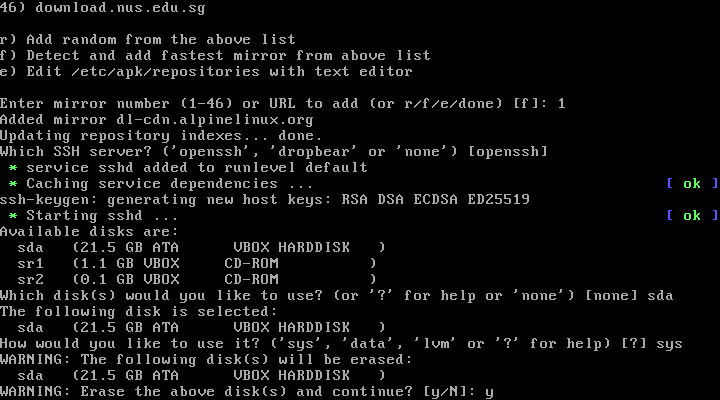 46) download.nus.edu.sg
r) Add random from the above list
f) Detect and add fastest mirror from above list
e) Edit /etc/apk/repositories with text editor
Enter mirror number (1-46) or URL to add (or r/f/e/done) [f]: 1
Added mirror dl-cdn.alpinelinux.org
Updating repository indexes... done.
Which SSH server? ('openssh', 'dropbear' or 'none') [openssh]
 * service sshd added to runlevel default
 * Caching service dependencies ... [ ok ]
ssh-keygen: generating new host keys: RSA DSA ECDSA ED25519
 * Starting sshd ... [ ok ]
Available disks are:
  sda   (21.5 GB ATA      VBOX HARDDISK   )
  sr1   (1.1 GB VBOX     CD-ROM          )
  sr2   (0.1 GB VBOX     CD-ROM          )
Which disk(s) would you like to use? (or '?' for help or 'none') [none] sda
The following disk is selected:
  sda   (21.5 GB ATA      VBOX HARDDISK   )
How would you like to use it? ('sys', 'data', 'lvm' or '?' for help) [?] sys
WARNING: The following disk(s) will be erased:
  sda   (21.5 GB ATA      VBOX HARDDISK   )
WARNING: Erase the above disk(s) and continue? [y/N]: y